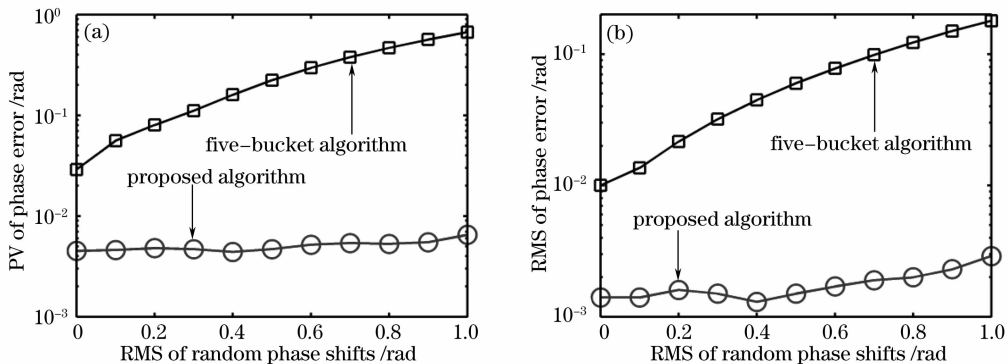 (a)
PV of phase error /rad
10⁰
10⁻¹
10⁻²
10⁻³
five-bucket algorithm
proposed algorithm
0 0.2 0.4 0.6 0.8 1.0
RMS of random phase shifts /rad
(b)
RMS of phase error /rad
10⁻¹
10⁻²
10⁻³
five-bucket algorithm
proposed algorithm
0 0.2 0.4 0.6 0.8 1.0
RMS of random phase shifts /rad